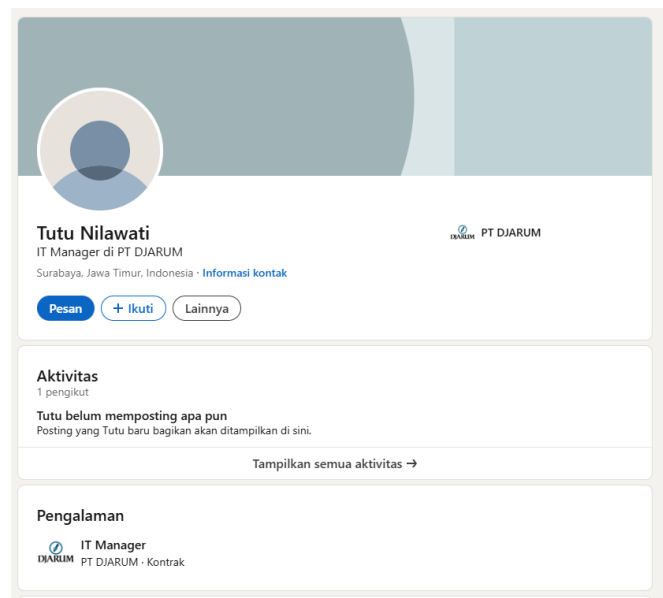 Tutu Nilawati
IT Manager di PT DJARUM
Surabaya, Jawa Timur, Indonesia · Informasi kontak
DJARUM PT DJARUM
Pesan
+ Ikuti
Lainnya
Aktivitas
1 pengikut
Tutu belum memposting apa pun
Posting yang Tutu baru bagikan akan ditampilkan di sini.
Tampilkan semua aktivitas →
Pengalaman
DJARUM
IT Manager
PT DJARUM · Kontrak